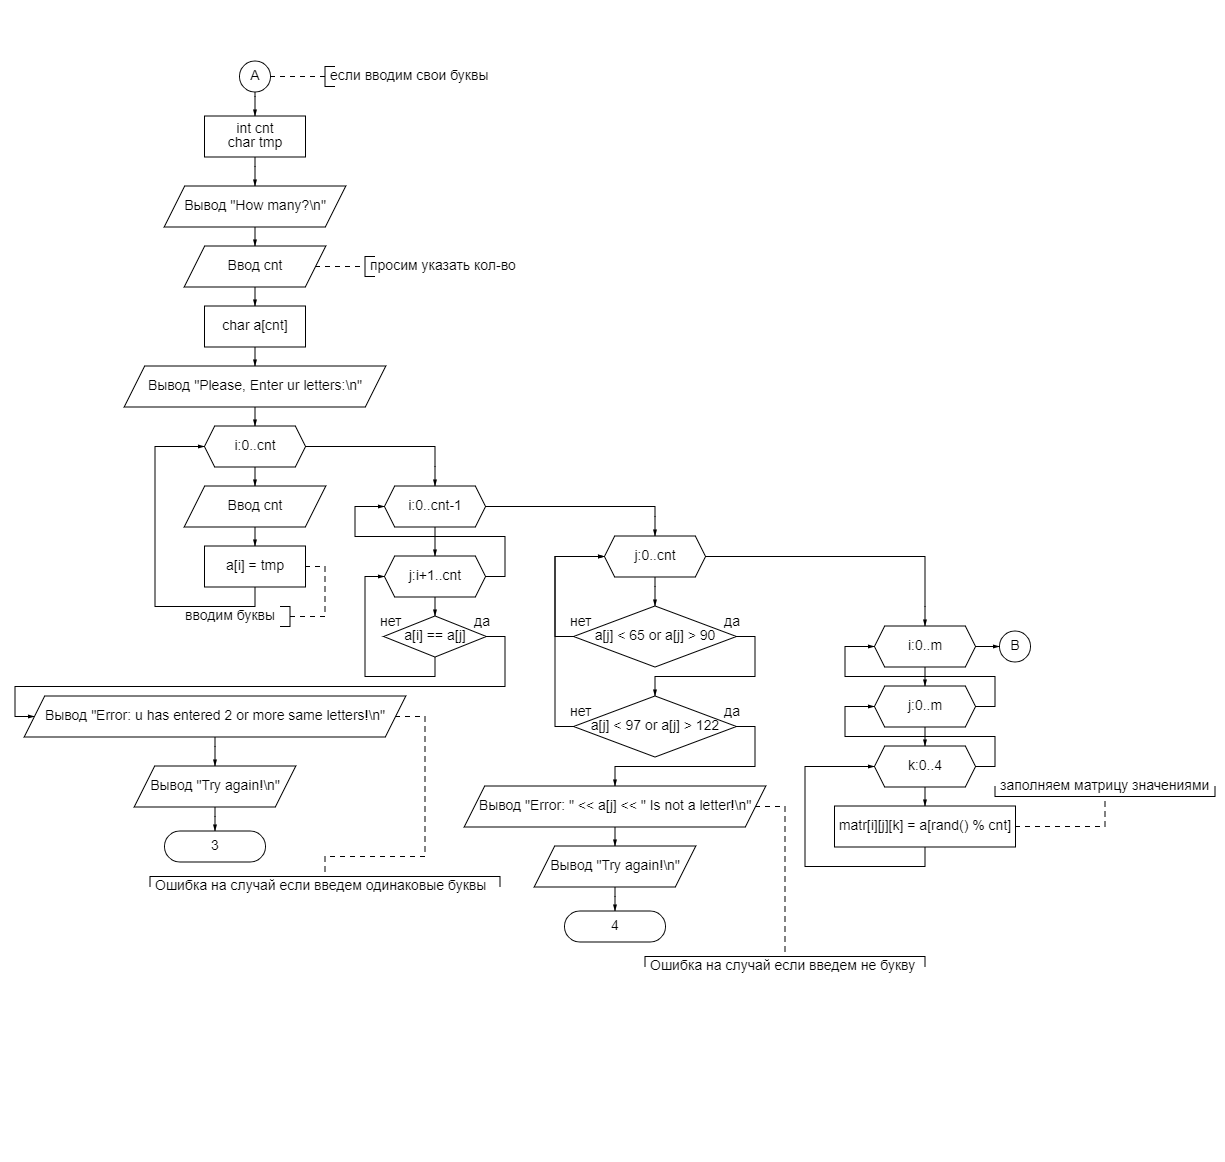 A
если вводим свои буквы
int cnt
char tmp
Вывод "How many?\n"
Ввод cnt
просим указать кол-во
char a[cnt]
Вывод "Please, Enter ur letters:\n"
i:0..cnt
Ввод cnt
a[i] = tmp
вводим буквы
i:0..cnt-1
j:i+1..cnt
нет
да
a[i] == a[j]
Вывод "Error: u has entered 2 or more same letters!\n"
Вывод "Try again!\n"
3
Ошибка на случай если введем одинаковые буквы
j:0..cnt
нет
да
a[j] < 65 or a[j] > 90
нет
да
a[j] < 97 or a[j] > 122
Вывод "Error: " << a[j] << " Is not a letter!\n"
Вывод "Try again!\n"
4
Ошибка на случай если введем не букву
i:0..m
B
j:0..m
k:0..4
заполняем матрицу значениями
matr[i][j][k] = a[rand() % cnt]